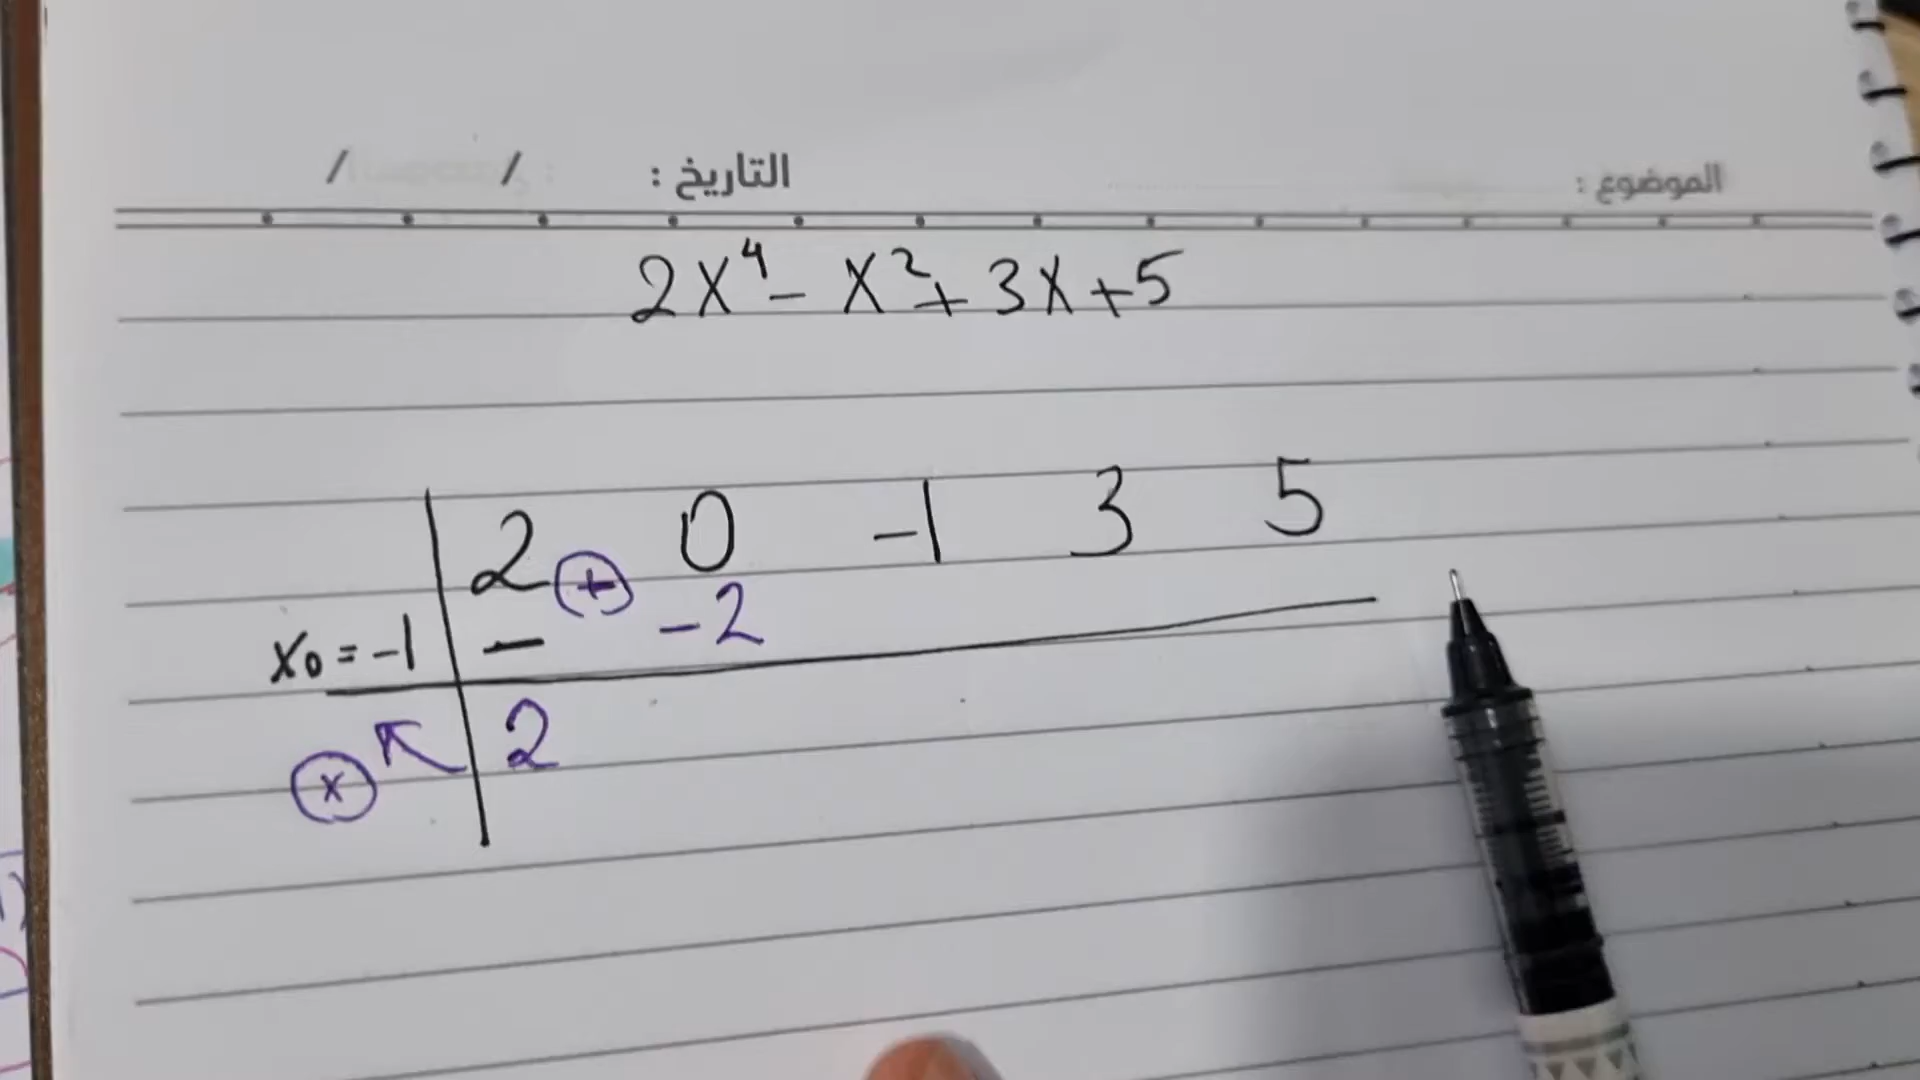 الموضوع : التاريخ : / /
2x⁴ - x² + 3x + 5
2 0 -1 3 5
+
x₀ = -1 - -2
x 2